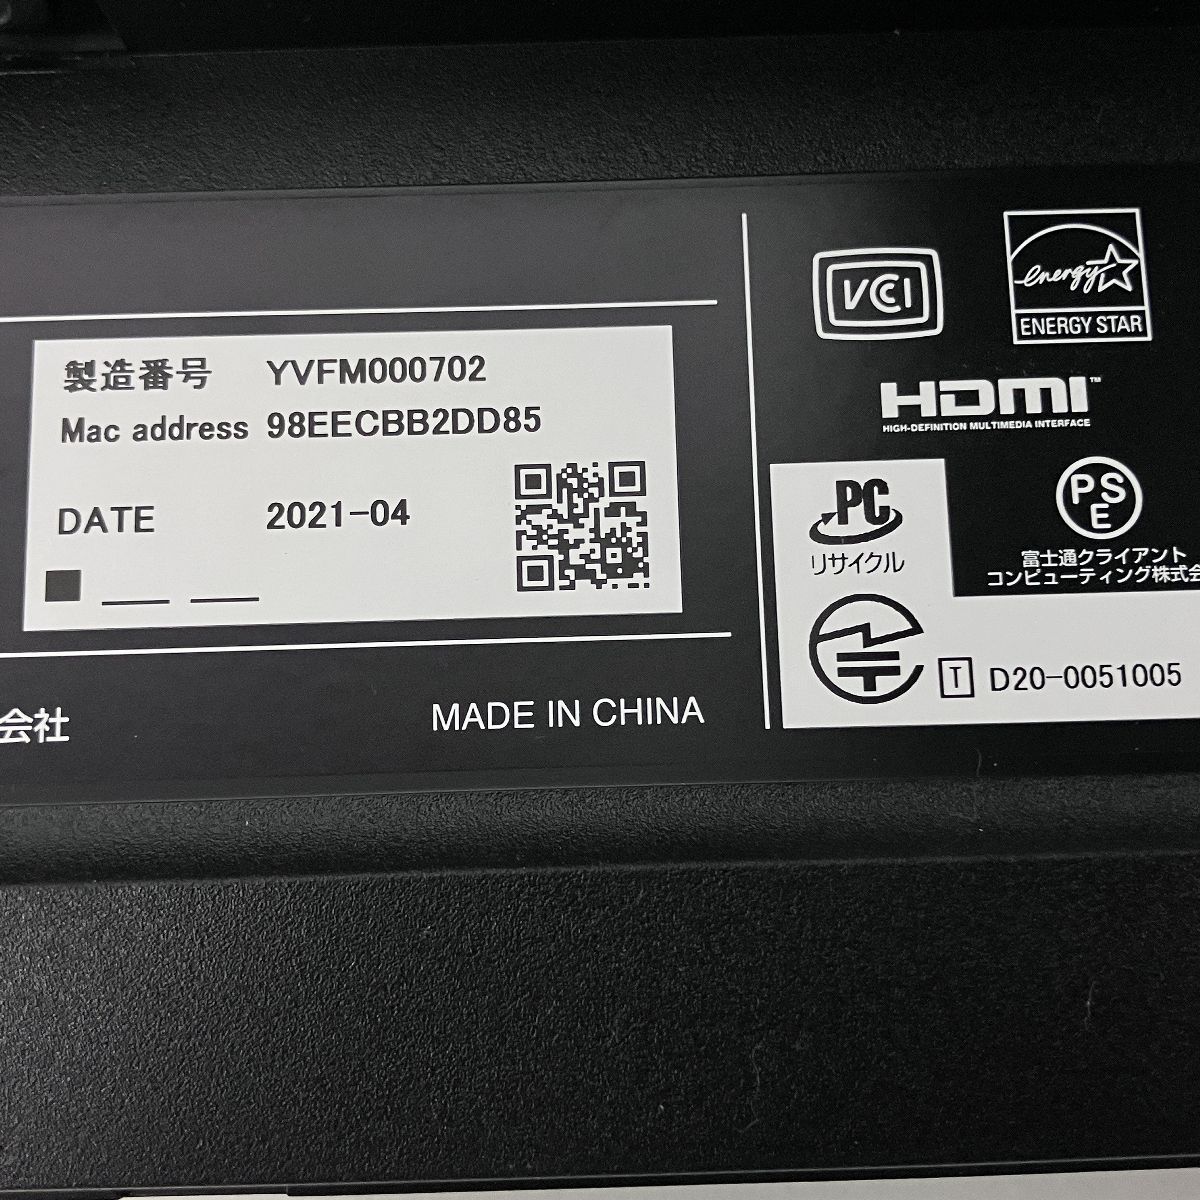 製造番号 YVFM000702
Mac address 98EECBB2DD85
DATE 2021-04
会社
MADE IN CHINA
VCCI
energy
ENERGY STAR
HDMI™
HIGH-DEFINITION MULTIMEDIA INTERFACE
PC
リサイクル
PSE
富士通クライアント
コンピューティング株式会
T D20-0051005